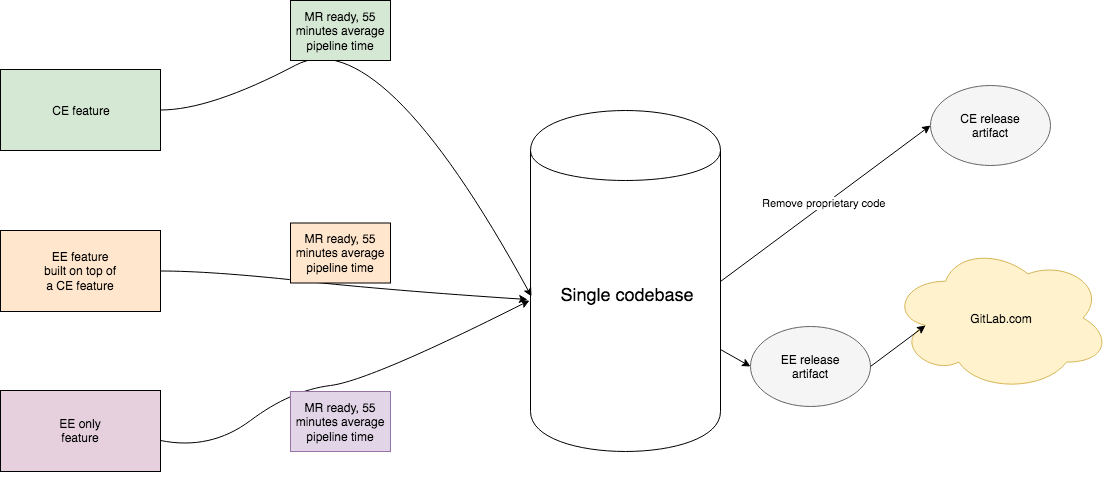 MR ready, 55
minutes average
pipeline time
CE feature
CE release
artifact
Remove proprietary code
MR ready, 55
minutes average
pipeline time
EE feature
built on top of
a CE feature
Single codebase
GitLab.com
EE release
artifact
MR ready, 55
minutes average
pipeline time
EE only
feature